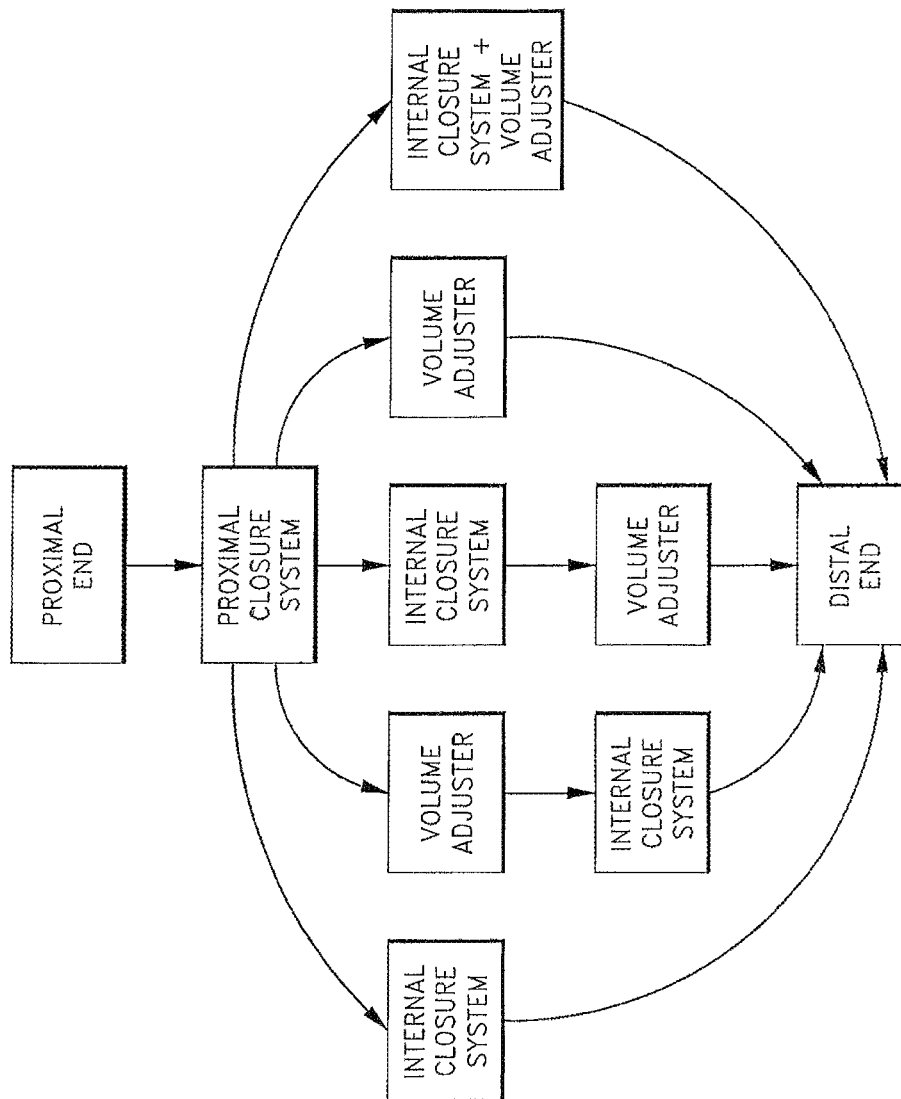 PROXIMAL
END
PROXIMAL
CLOSURE
SYSTEM
INTERNAL
CLOSURE
SYSTEM
VOLUME
ADJUSTER
INTERNAL
CLOSURE
SYSTEM
VOLUME
ADJUSTER
INTERNAL
CLOSURE
SYSTEM +
VOLUME
ADJUSTER
INTERNAL
CLOSURE
SYSTEM
VOLUME
ADJUSTER
DISTAL
END